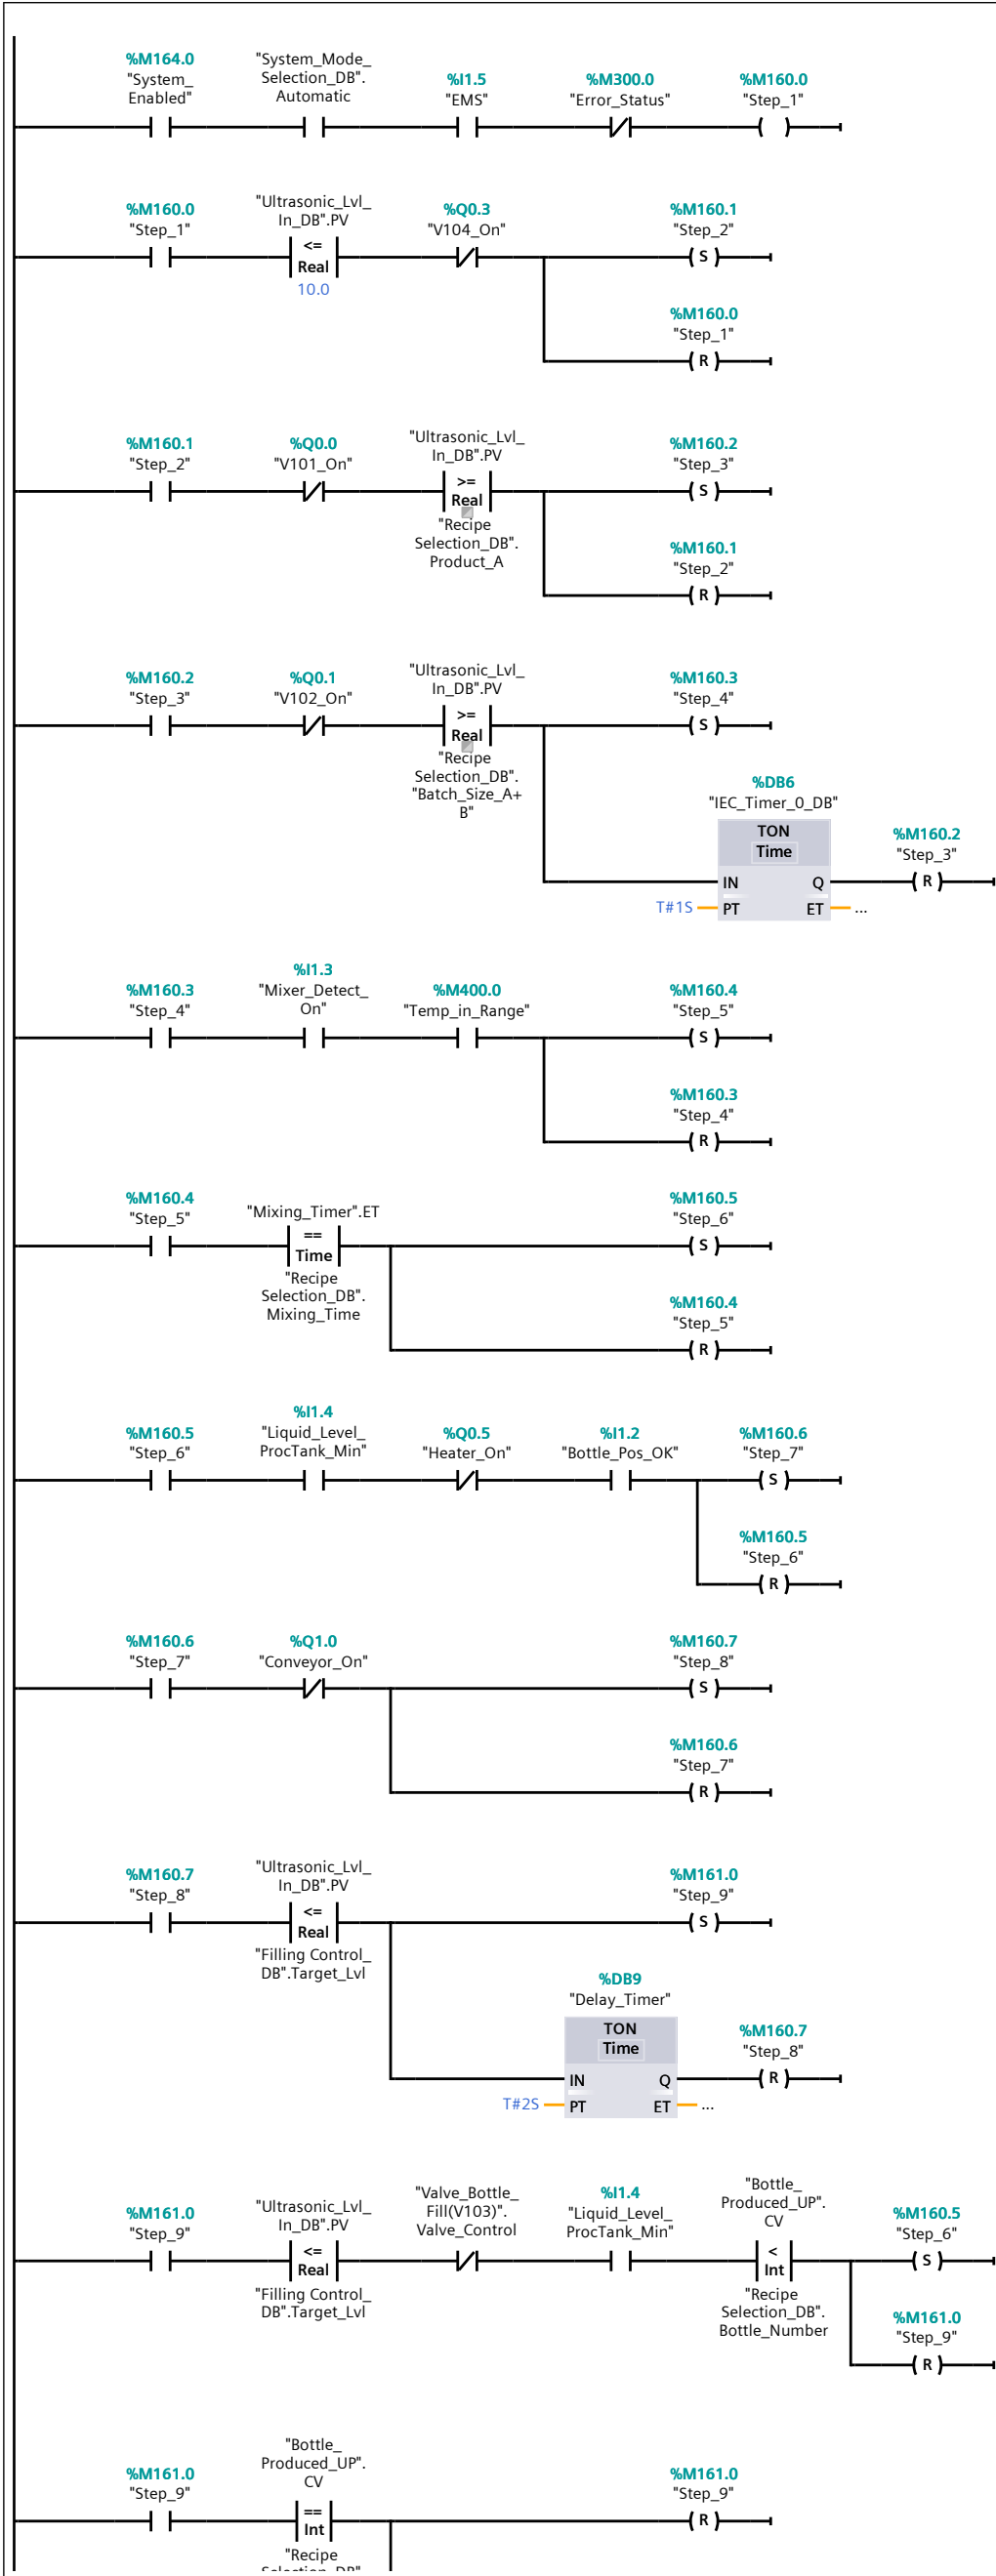 %M164.0
"System_
Enabled"
"System_Mode_
Selection_DB".
Automatic
%I1.5
"EMS"
%M300.0
"Error_Status"
%M160.0
"Step_1"
%M160.0
"Step_1"
"Ultrasonic_Lvl_
In_DB".PV
<=
Real
10.0
%Q0.3
"V104_On"
%M160.1
"Step_2"
S
%M160.0
"Step_1"
R
%M160.1
"Step_2"
%Q0.0
"V101_On"
"Ultrasonic_Lvl_
In_DB".PV
>=
Real
"Recipe
Selection_DB".
Product_A
%M160.2
"Step_3"
S
%M160.1
"Step_2"
R
%M160.2
"Step_3"
%Q0.1
"V102_On"
"Ultrasonic_Lvl_
In_DB".PV
>=
Real
"Recipe
Selection_DB".
"Batch_Size_A+
B"
%M160.3
"Step_4"
S
%DB6
"IEC_Timer_0_DB"
TON
Time
IN Q
T#1S PT ET ...
%M160.2
"Step_3"
R
%M160.3
"Step_4"
%I1.3
"Mixer_Detect_
On"
%M400.0
"Temp_in_Range"
%M160.4
"Step_5"
S
%M160.3
"Step_4"
R
%M160.4
"Step_5"
"Mixing_Timer".ET
==
Time
"Recipe
Selection_DB".
Mixing_Time
%M160.5
"Step_6"
S
%M160.4
"Step_5"
R
%M160.5
"Step_6"
%I1.4
"Liquid_Level_
ProcTank_Min"
%Q0.5
"Heater_On"
%I1.2
"Bottle_Pos_OK"
%M160.6
"Step_7"
S
%M160.5
"Step_6"
R
%M160.6
"Step_7"
%Q1.0
"Conveyor_On"
%M160.7
"Step_8"
S
%M160.6
"Step_7"
R
%M160.7
"Step_8"
"Ultrasonic_Lvl_
In_DB".PV
<=
Real
"Filling Control_
DB".Target_Lvl
%M161.0
"Step_9"
S
%DB9
"Delay_Timer"
TON
Time
IN Q
T#2S PT ET ...
%M160.7
"Step_8"
R
%M161.0
"Step_9"
"Ultrasonic_Lvl_
In_DB".PV
<=
Real
"Filling Control_
DB".Target_Lvl
"Valve_Bottle_
Fill(V103)".
Valve_Control
%I1.4
"Liquid_Level_
ProcTank_Min"
"Bottle_
Produced_UP".
CV
<
Int
"Recipe
Selection_DB".
Bottle_Number
%M160.5
"Step_6"
S
%M161.0
"Step_9"
R
%M161.0
"Step_9"
"Bottle_
Produced_UP".
CV
==
Int
"Recipe
Selection_DB".
%M161.0
"Step_9"
R